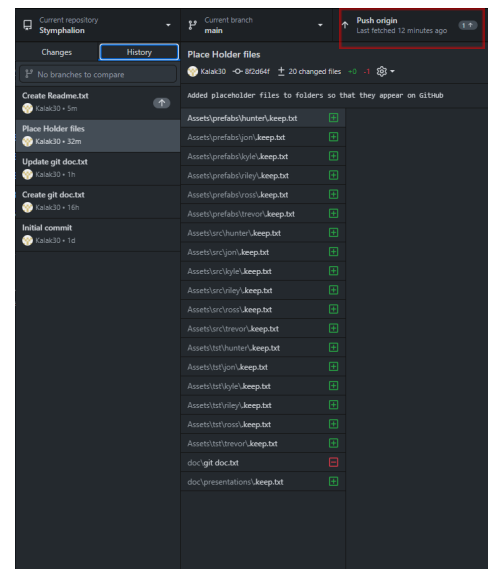 Current repository
Stymphalion
Current branch
main
Push origin
Last fetched 12 minutes ago
1
Changes
History
No branches to compare
Create Readme.txt
Kalak30 • 5m
Place Holder files
Kalak30 • 32m
Update git doc.txt
Kalak30 • 1h
Create git doc.txt
Kalak30 • 16h
Initial commit
Kalak30 • 1d
Place Holder files
Kalak30 8f2d64f 20 changed files +0 -1
Added placeholder files to folders so that they appear on GitHub
Assets\prefabs\hunter\.keep.txt
Assets\prefabs\jon\.keep.txt
Assets\prefabs\kyle\.keep.txt
Assets\prefabs\riley\.keep.txt
Assets\prefabs\ross\.keep.txt
Assets\prefabs\trevor\.keep.txt
Assets\src\hunter\.keep.txt
Assets\src\jon\.keep.txt
Assets\src\kyle\.keep.txt
Assets\src\riley\.keep.txt
Assets\src\ross\.keep.txt
Assets\src\trevor\.keep.txt
Assets\tst\hunter\.keep.txt
Assets\tst\jon\.keep.txt
Assets\tst\kyle\.keep.txt
Assets\tst\riley\.keep.txt
Assets\tst\ross\.keep.txt
Assets\tst\trevor\.keep.txt
doc\git doc.txt
doc\presentations\.keep.txt